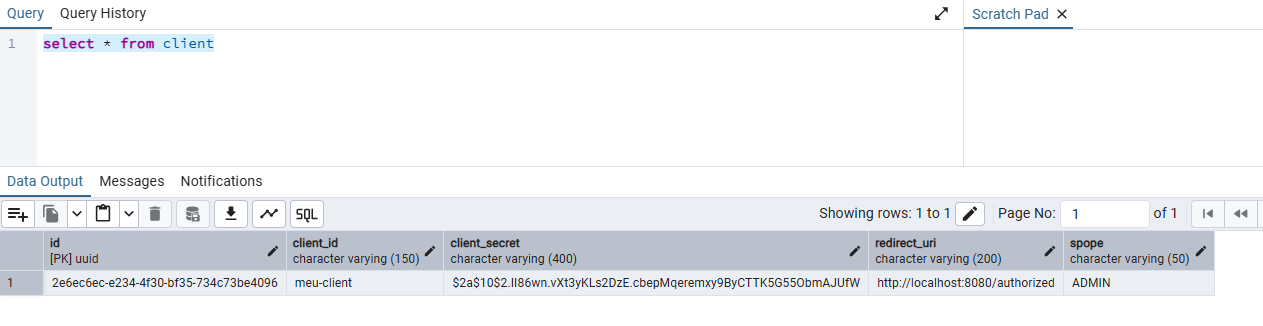 Query Query History Scratch Pad
1 select * from client
Data Output Messages Notifications
SQL Showing rows: 1 to 1 Page No: 1 of 1
id client_id client_secret redirect_uri spope
[PK] uuid character varying (150) character varying (400) character varying (200) character varying (50)
1 2e6ec6ec-e234-4f30-bf35-734c73be4096 meu-client $2a$10$2.lI86wn.vXt3yKLs2DzE.cbepMqeremxy9ByCTTK5G55ObmAJUfW http://localhost:8080/authorized ADMIN